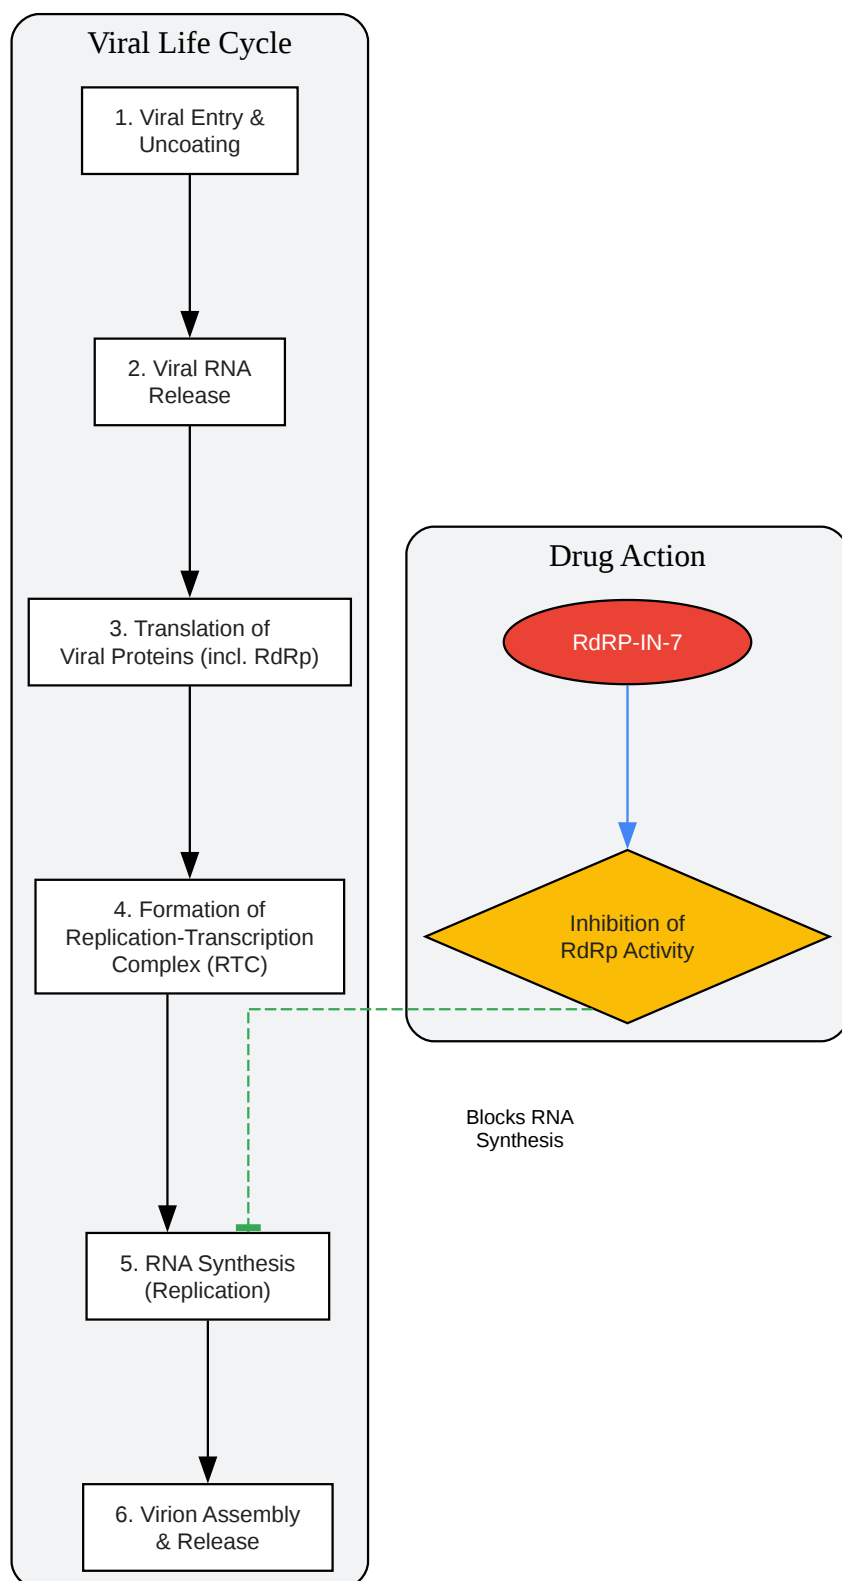 Viral Life Cycle
1. Viral Entry &
Uncoating
2. Viral RNA
Release
3. Translation of
Viral Proteins (incl. RdRp)
4. Formation of
Replication-Transcription
Complex (RTC)
5. RNA Synthesis
(Replication)
6. Virion Assembly
& Release
Drug Action
RdRP-IN-7
Inhibition of
RdRp Activity
Blocks RNA
Synthesis